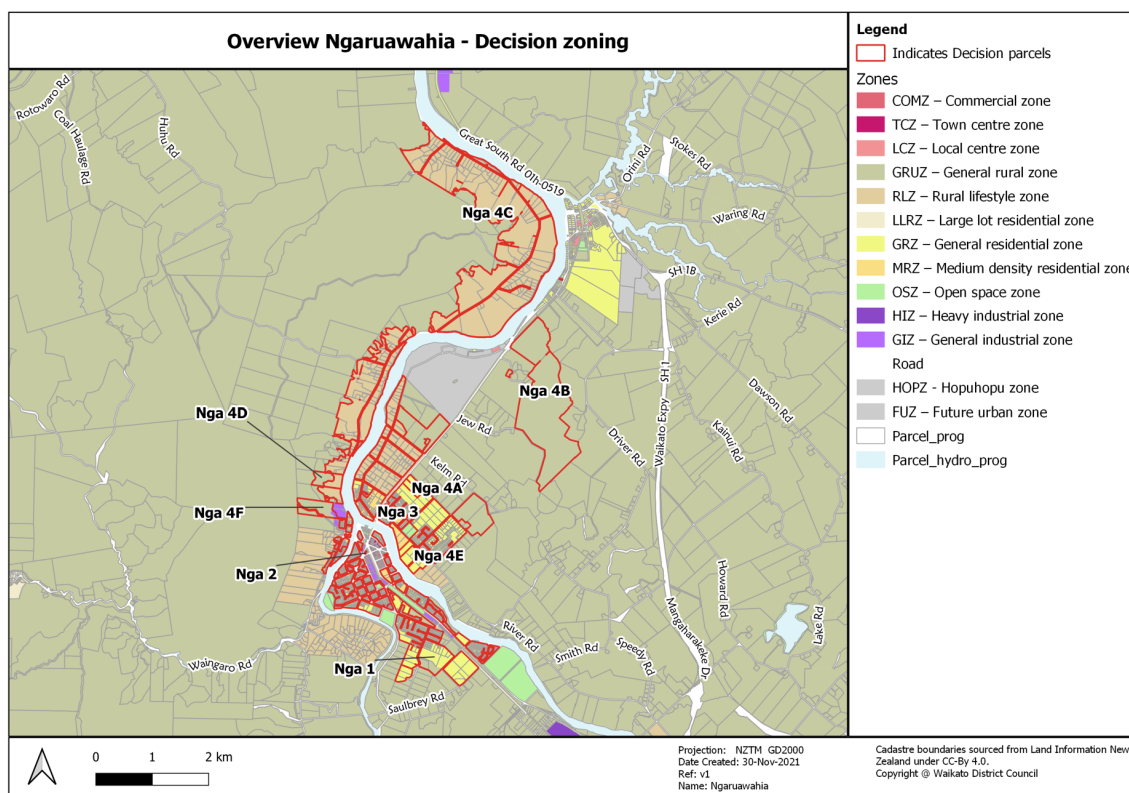 Overview Ngaruawahia - Decision zoning
Rotowaro Rd
Coal Haulage Rd
Huhu Rd
Great South Rd 01h-0519
Orini Rd
Stokes Rd
Waring Rd
SH 1B
Kerie Rd
Nga 4C
Nga 4B
Nga 4D
Jew Rd
Kelm Rd
Driver Rd
Waikato Expy SH 1
Dawson Rd
Kainui Rd
Nga 4A
Nga 4F
Nga 3
Nga 4E
Nga 2
Howard Rd
Mangaharakeke Dr
Lake Rd
River Rd
Smith Rd
Speedy Rd
Waingaro Rd
Nga 1
Saulbrey Rd
Legend
Indicates Decision parcels
Zones
COMZ – Commercial zone
TCZ – Town centre zone
LCZ – Local centre zone
GRUZ – General rural zone
RLZ – Rural lifestyle zone
LLRZ – Large lot residential zone
GRZ – General residential zone
MRZ – Medium density residential zone
OSZ – Open space zone
HIZ – Heavy industrial zone
GIZ – General industrial zone
Road
HOPZ - Hopuhopu zone
FUZ – Future urban zone
Parcel_prog
Parcel_hydro_prog
0 1 2 km
Projection: NZTM GD2000
Date Created: 30-Nov-2021
Ref: v1
Name: Ngaruawahia
Cadastre boundaries sourced from Land Information New
Zealand under CC-By 4.0.
Copyright @ Waikato District Council